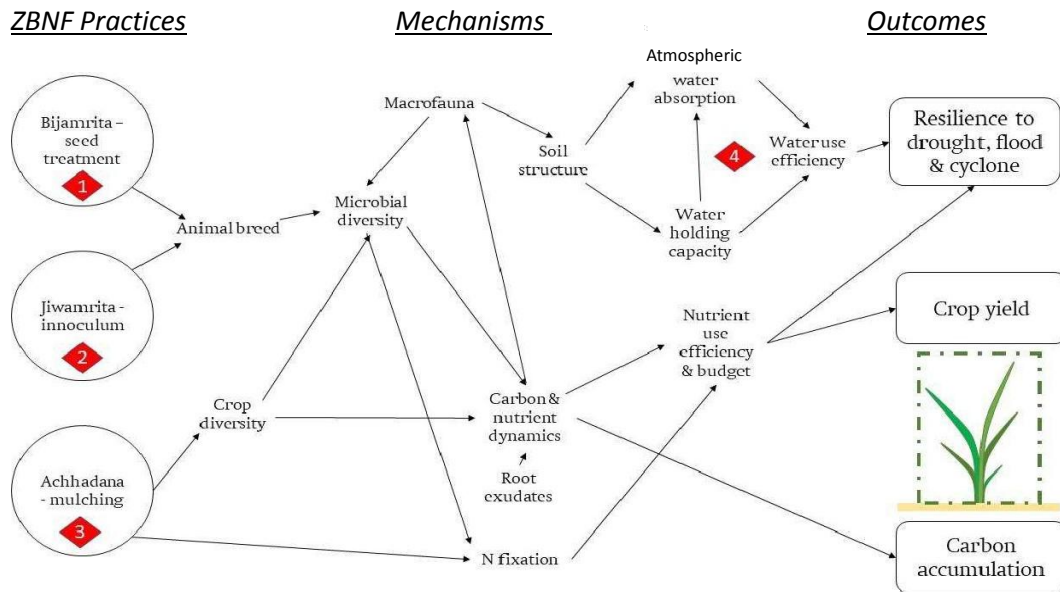 ZBNF Practices
Mechanisms
Outcomes
Bijamrita –
seed
treatment
1
Jiwamrita -
innoculum
2
Achhadana
- mulching
3
Animal breed
Crop
diversity
Macrofauna
Microbial
diversity
Soil
structure
Carbon &
nutrient
dynamics
Root
exudates
N fixation
Atmospheric
water
absorption
4
Water use
efficiency
Water
holding
capacity
Nutrient
use
efficiency
& budget
Resilience to
drought, flood
& cyclone
Crop yield
Carbon
accumulation